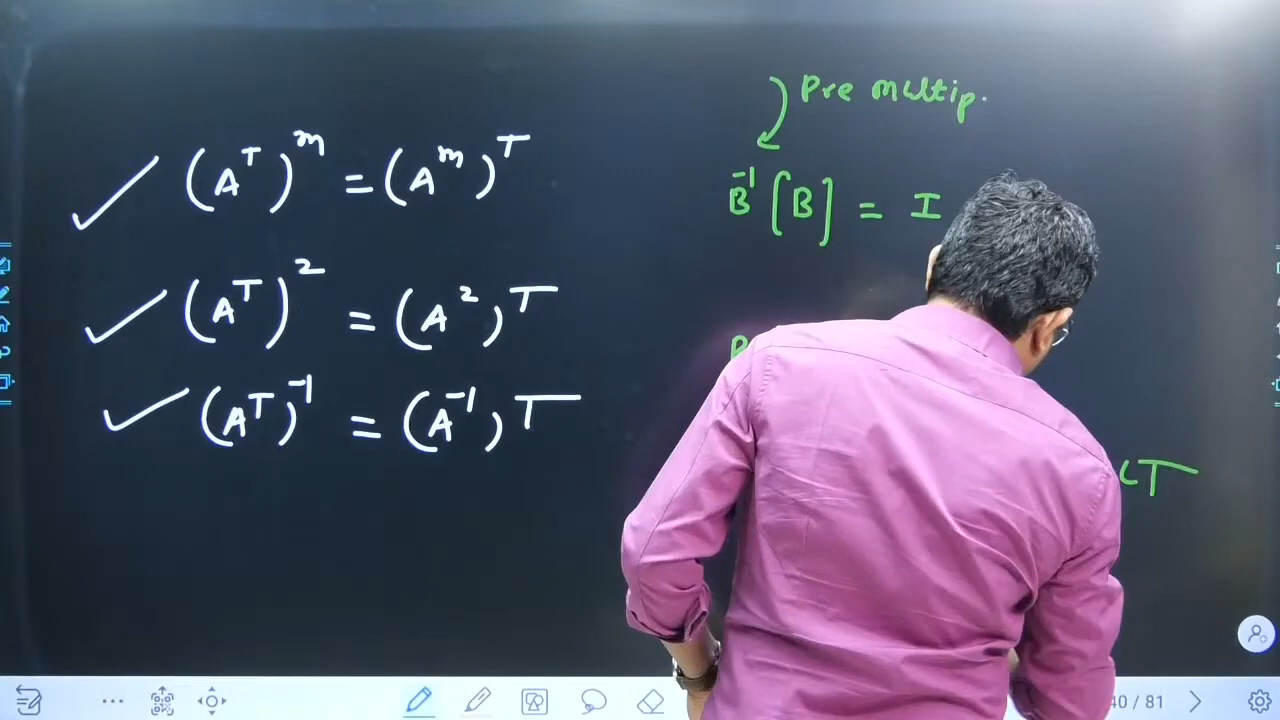 (Aᵀ)ᵐ = (Aᵐ)ᵀ
(Aᵀ)² = (A²)ᵀ
(Aᵀ)⁻¹ = (A⁻¹)ᵀ
Pre multip.
B⁻¹[B] = I
40 / 81